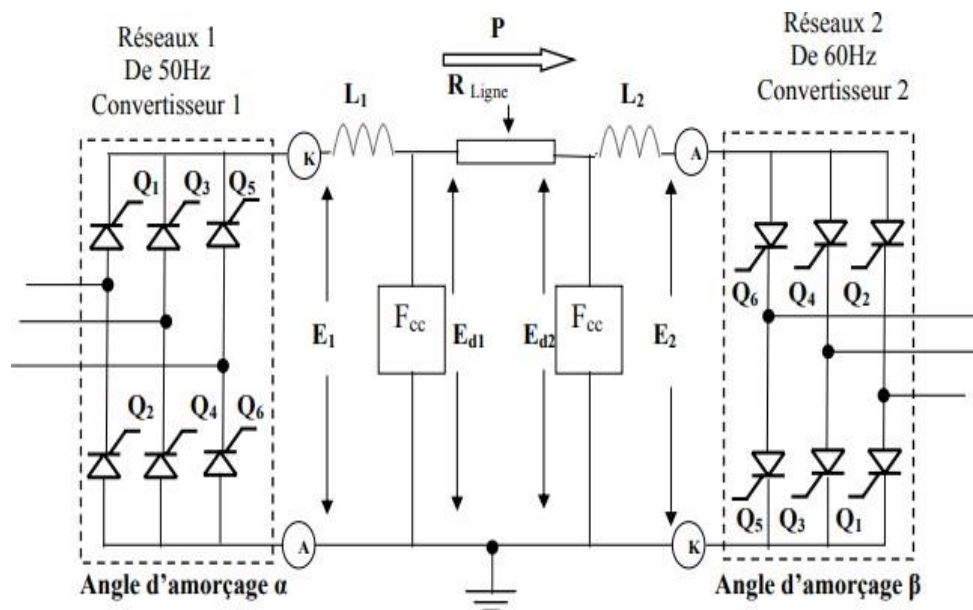 Réseaux 1
De 50Hz
Convertisseur 1
P
R Ligne
Réseaux 2
De 60Hz
Convertisseur 2
L1
L2
K
A
Q1
Q3
Q5
Q6
Q4
Q2
E1
Fcc
Ed1
Ed2
Fcc
E2
Q2
Q4
Q6
Q5
Q3
Q1
A
K
Angle d'amorçage α
Angle d'amorçage β